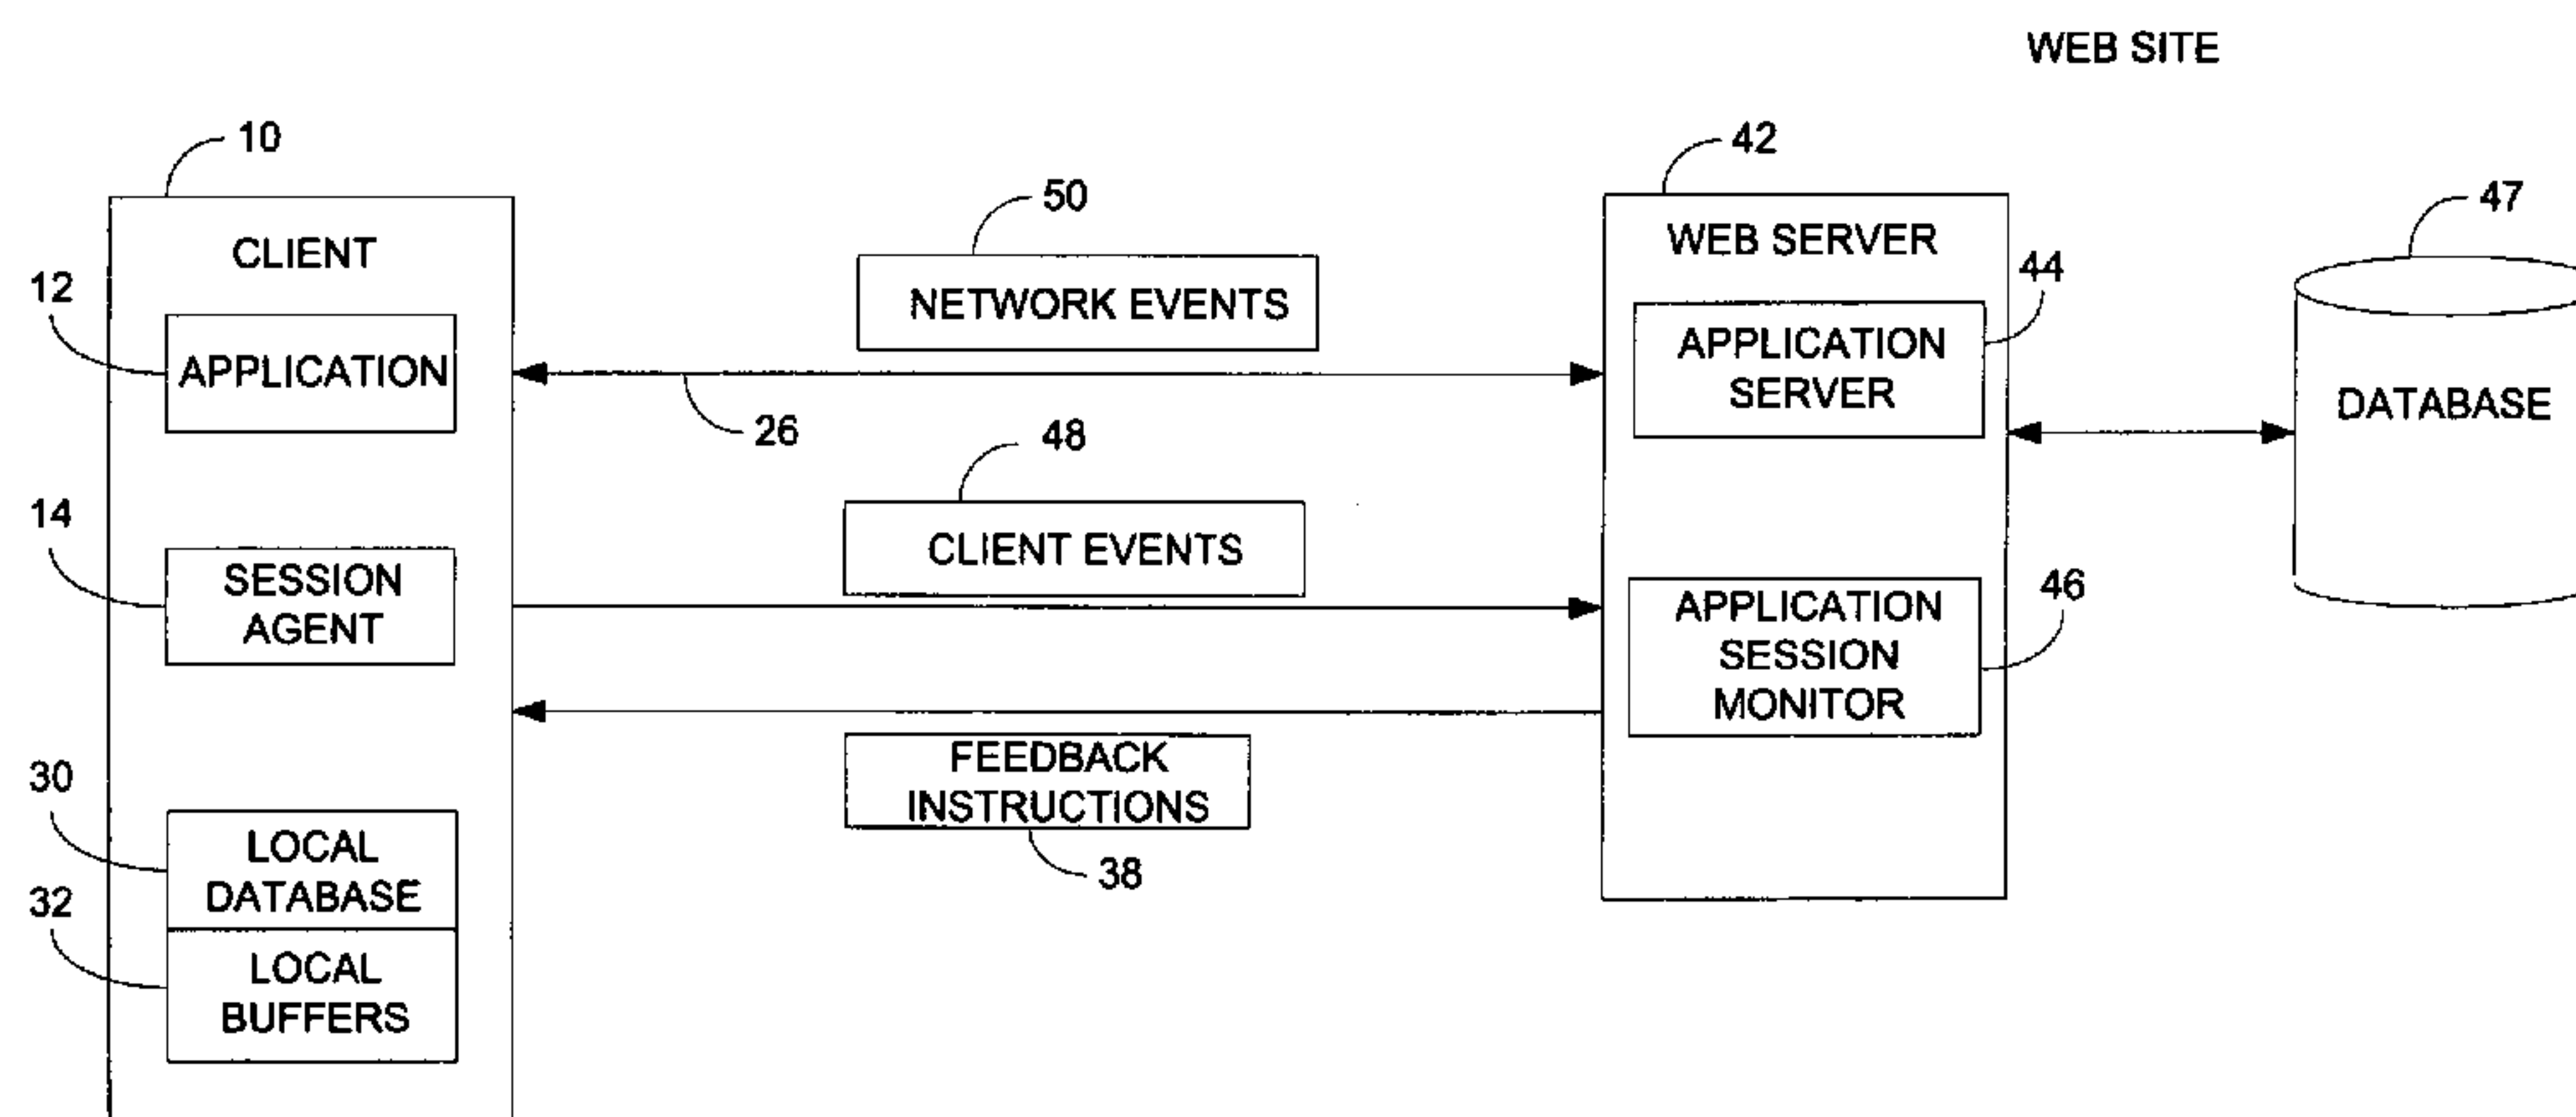 WEB SITE
10
42
50
47
CLIENT
WEB SERVER
12
44
NETWORK EVENTS
APPLICATION
APPLICATION
SERVER
DATABASE
26
48
14
CLIENT EVENTS
SESSION
AGENT
46
APPLICATION
SESSION
MONITOR
30
FEEDBACK
INSTRUCTIONS
LOCAL
DATABASE
38
32
LOCAL
BUFFERS